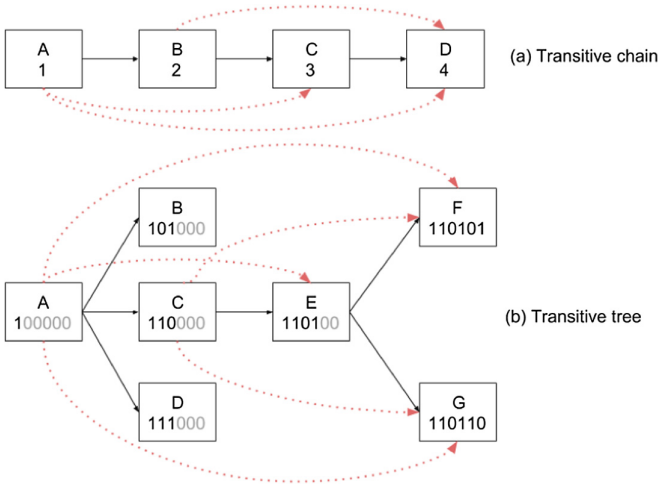 A
1
B
2
C
3
D
4
(a) Transitive chain
B
101000
F
110101
A
100000
C
110000
E
110100
(b) Transitive tree
D
111000
G
110110